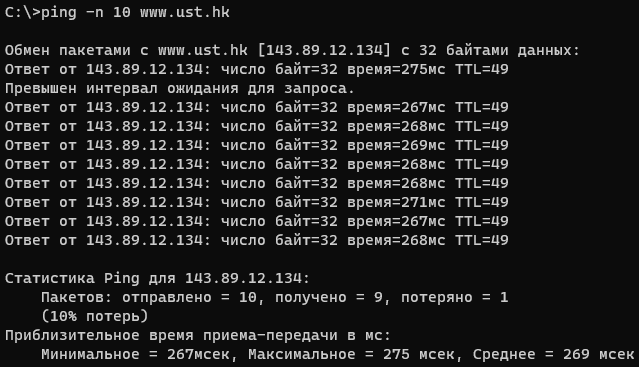 C:\>ping -n 10 www.ust.hk
Обмен пакетами с www.ust.hk [143.89.12.134] с 32 байтами данных:
Ответ от 143.89.12.134: число байт=32 время=275мс TTL=49
Превышен интервал ожидания для запроса.
Ответ от 143.89.12.134: число байт=32 время=267мс TTL=49
Ответ от 143.89.12.134: число байт=32 время=268мс TTL=49
Ответ от 143.89.12.134: число байт=32 время=269мс TTL=49
Ответ от 143.89.12.134: число байт=32 время=268мс TTL=49
Ответ от 143.89.12.134: число байт=32 время=268мс TTL=49
Ответ от 143.89.12.134: число байт=32 время=271мс TTL=49
Ответ от 143.89.12.134: число байт=32 время=267мс TTL=49
Ответ от 143.89.12.134: число байт=32 время=268мс TTL=49
Статистика Ping для 143.89.12.134:
Пакетов: отправлено = 10, получено = 9, потеряно = 1
(10% потерь)
Приблизительное время приема-передачи в мс:
Минимальное = 267мсек, Максимальное = 275 мсек, Среднее = 269 мсек